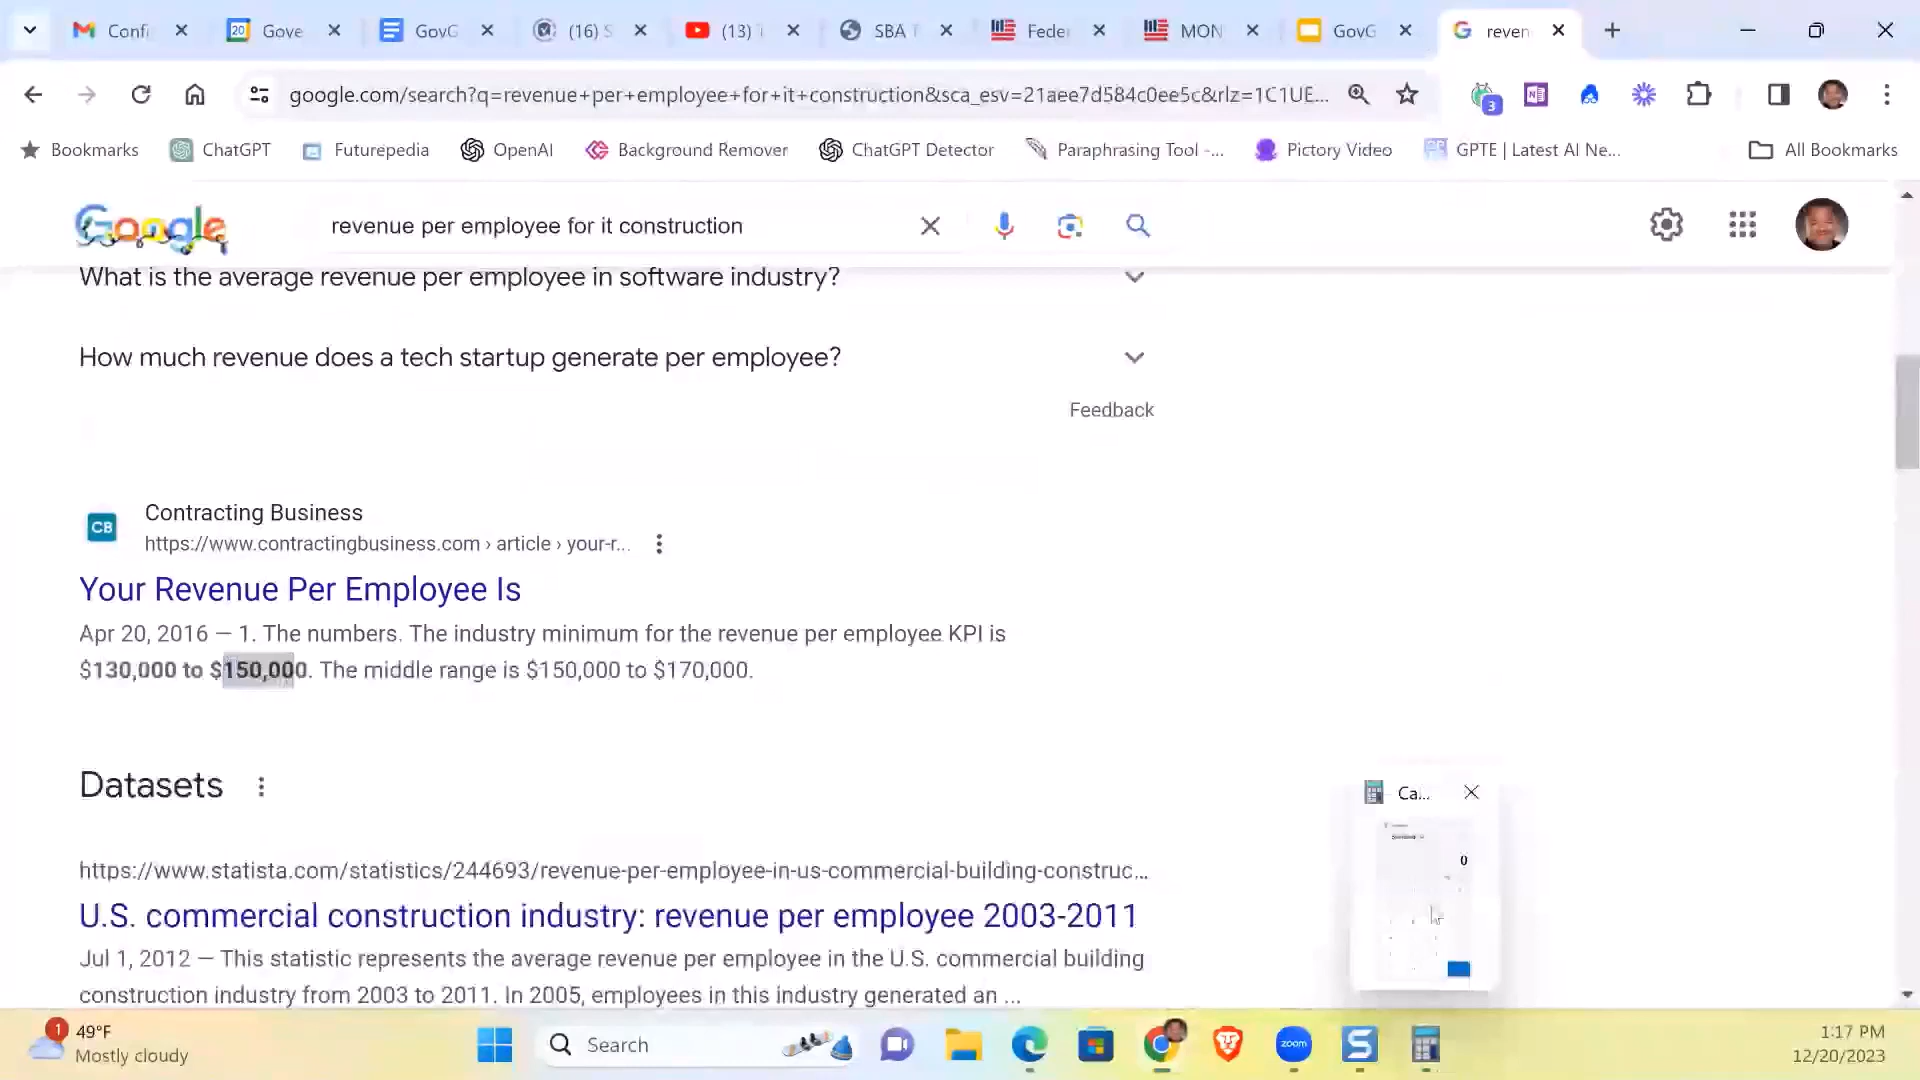 Confi
20
Gove
GovG
(16) S
(13) T
SBA T
Feder
MON
GovG
reven
google.com/search?q=revenue+per+employee+for+it+construction&sca_esv=21aee7d584c0ee5c&rlz=1C1UE...
3
Bookmarks
ChatGPT
Futurepedia
OpenAI
Background Remover
ChatGPT Detector
Paraphrasing Tool -...
Pictory Video
GPTE | Latest AI Ne...
All Bookmarks
Google
revenue per employee for it construction
What is the average revenue per employee in software industry?
How much revenue does a tech startup generate per employee?
Feedback
CB
Contracting Business
https://www.contractingbusiness.com › article › your-r...
Your Revenue Per Employee Is
Apr 20, 2016 — 1. The numbers. The industry minimum for the revenue per employee KPI is
$130,000 to $150,000. The middle range is $150,000 to $170,000.
Datasets
Ca...
0
https://www.statista.com/statistics/244693/revenue-per-employee-in-us-commercial-building-construc...
U.S. commercial construction industry: revenue per employee 2003-2011
Jul 1, 2012 — This statistic represents the average revenue per employee in the U.S. commercial building
construction industry from 2003 to 2011. In 2005, employees in this industry generated an ...
1
49°F
Mostly cloudy
Search
zoom
S
1:17 PM
12/20/2023